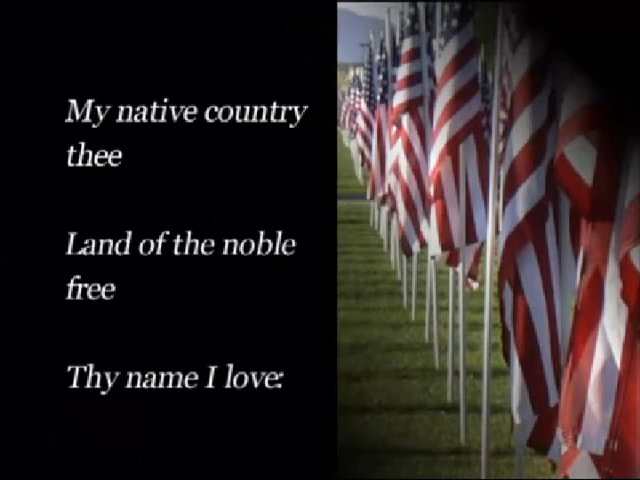 My native country
thee
Land of the noble
free
Thy name I love: